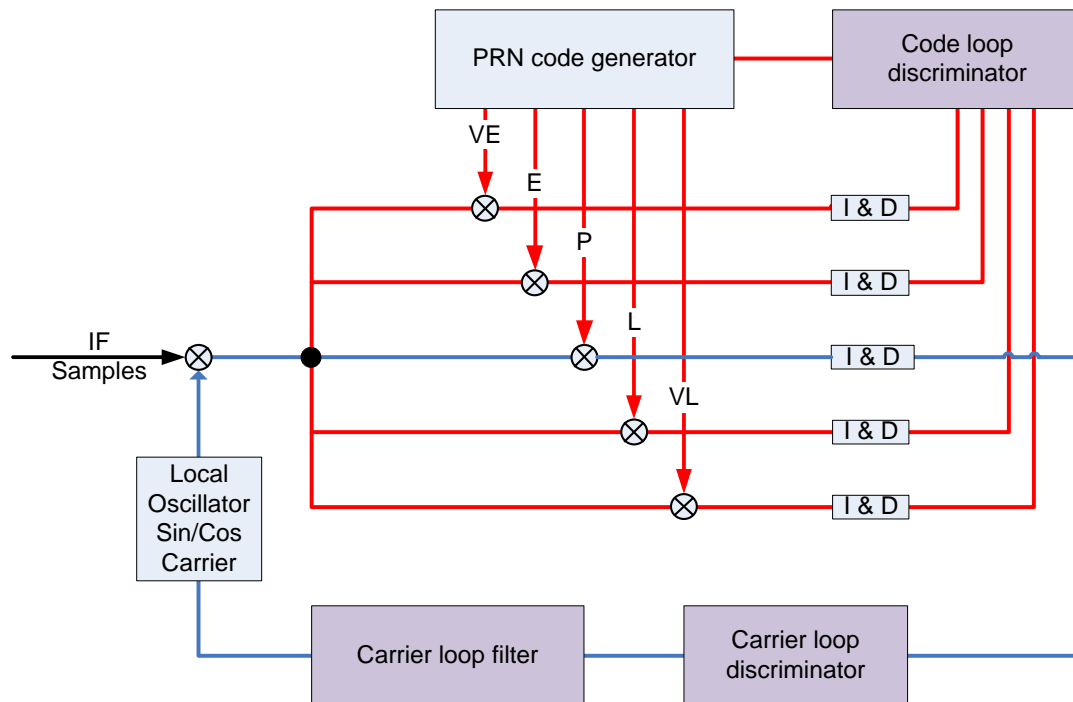 PRN code generator
Code loop
discriminator
VE
E
P
L
VL
I & D
I & D
I & D
I & D
I & D
IF
Samples
Local
Oscillator
Sin/Cos
Carrier
Carrier loop filter
Carrier loop
discriminator